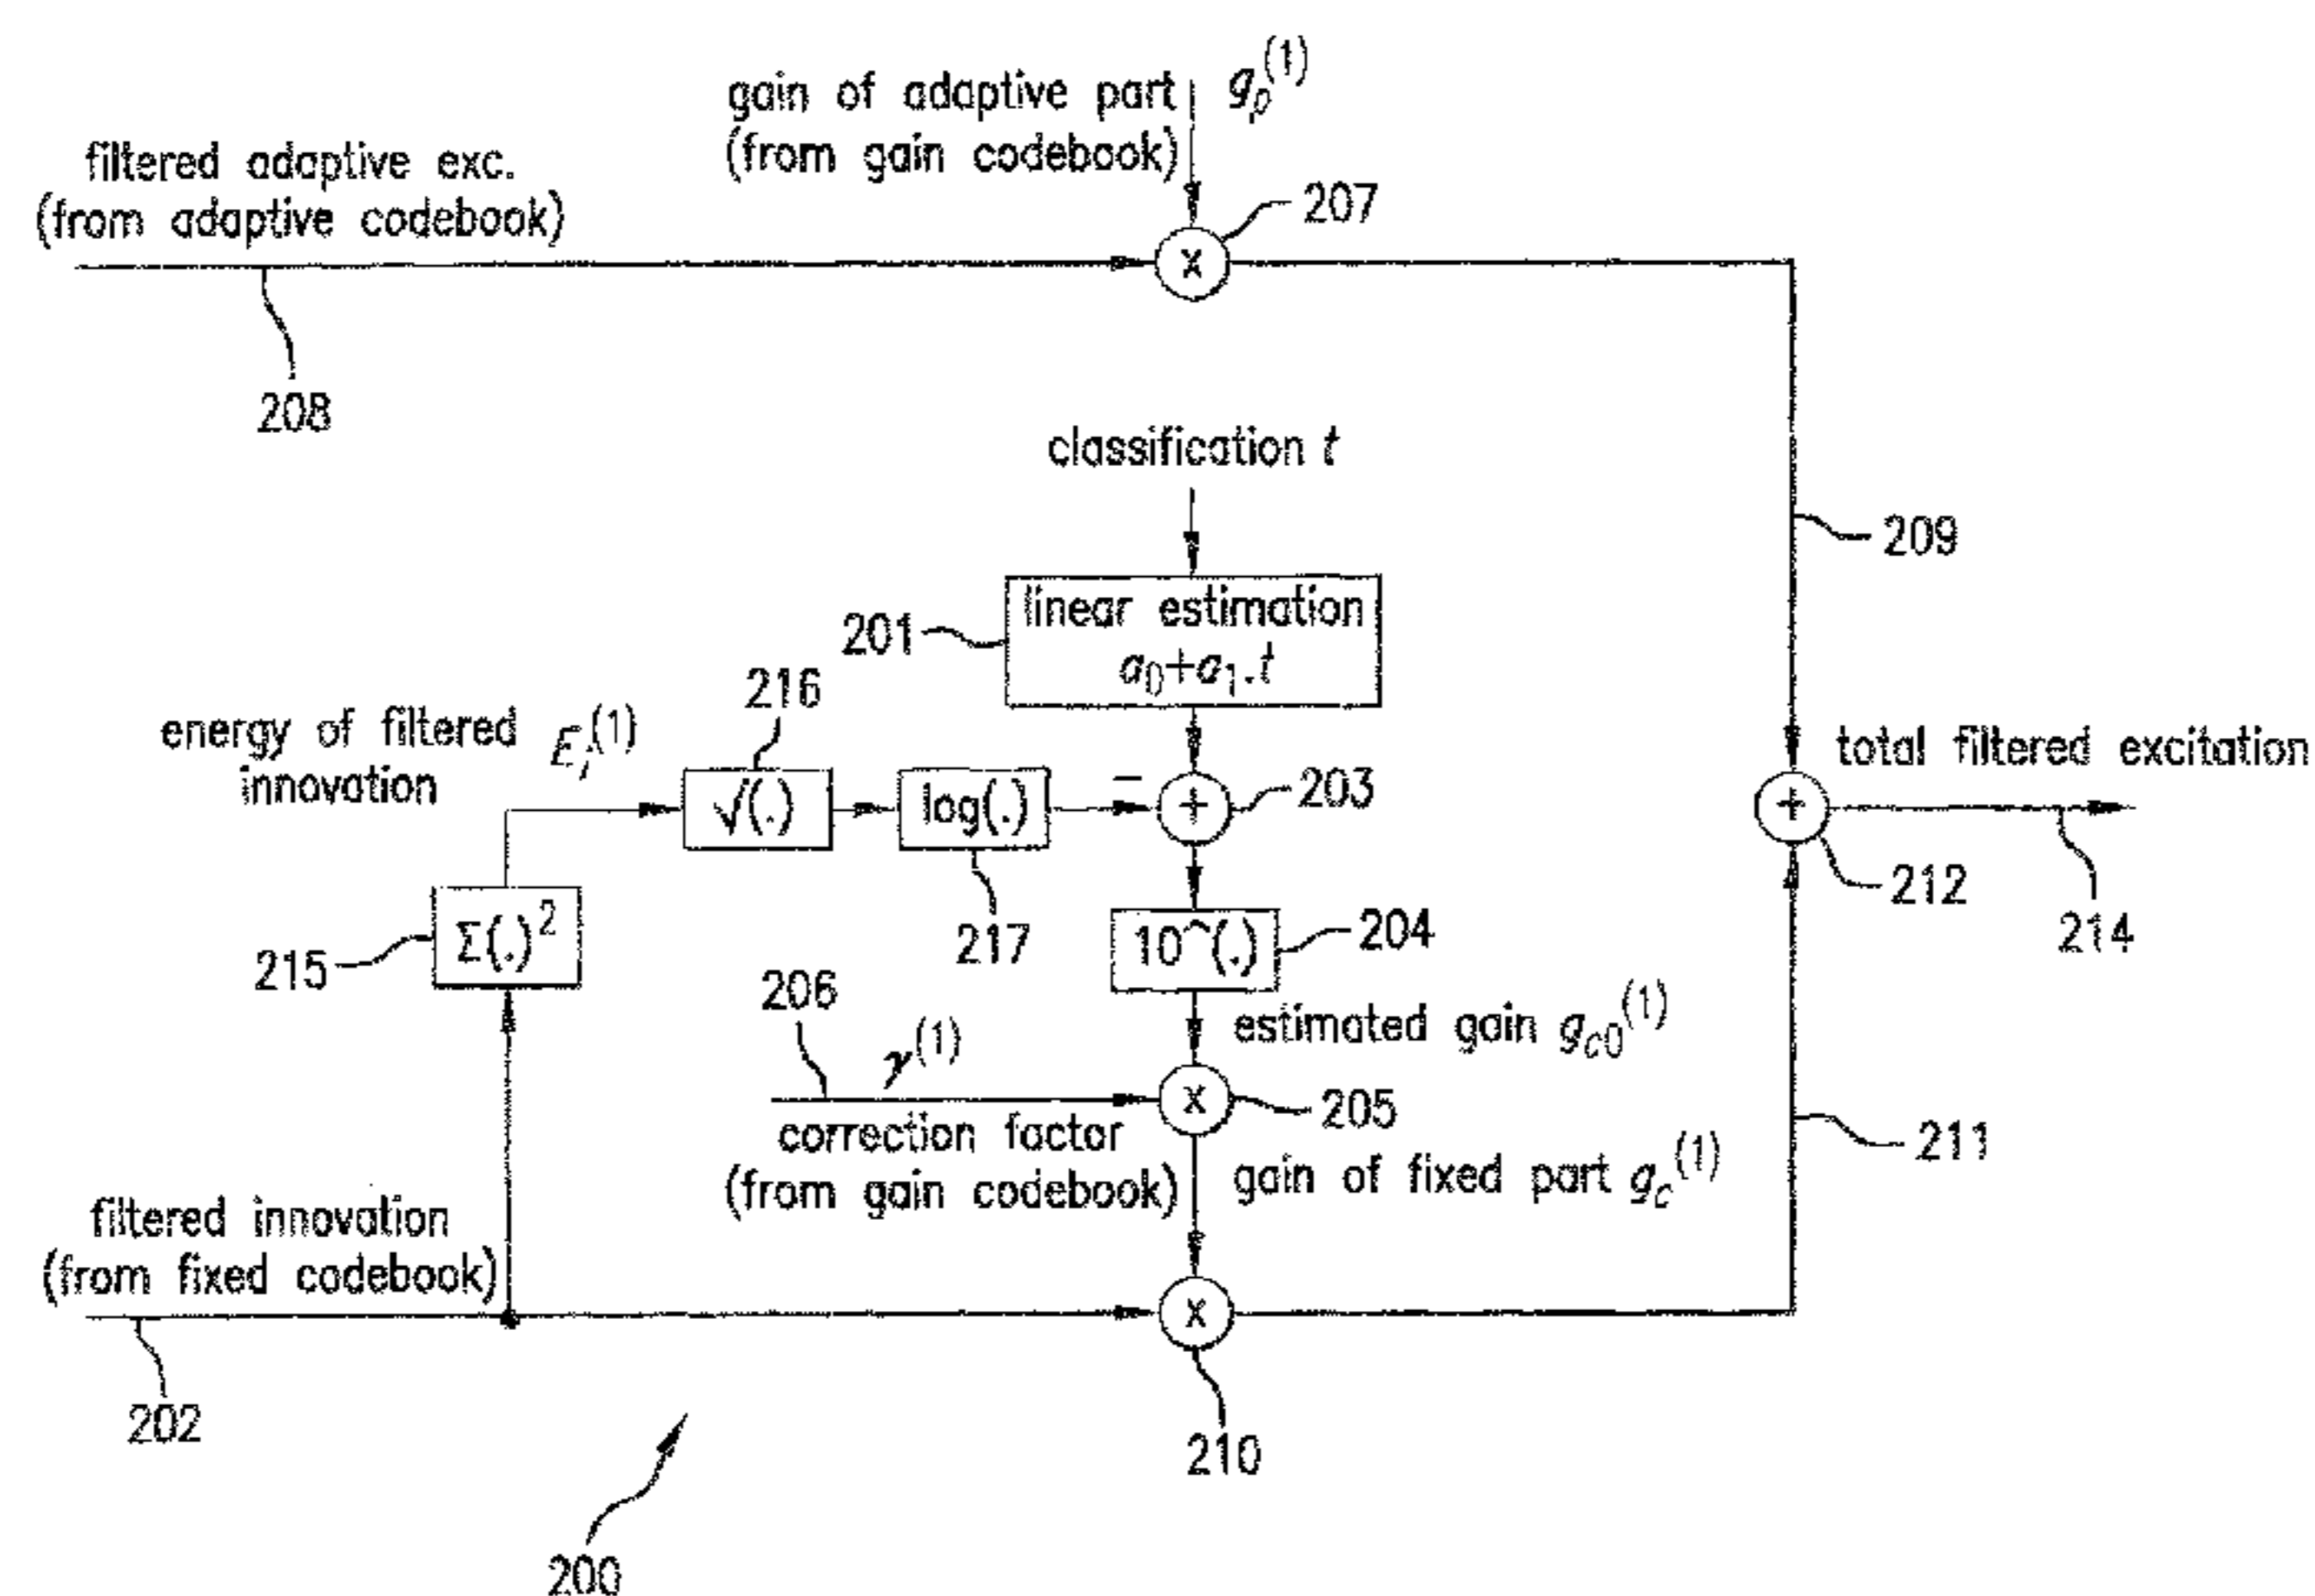 gain of adaptive part
(from gain codebook)
g_p^(1)
filtered adaptive exc.
(from adaptive codebook)
207
208
classification t
209
201
linear estimation
a_0+a_1.t
216
energy of filtered
innovation
E_i^(1)
total filtered excitation
√(.)
log(.)
−
+
203
+
212
214
215
Σ(.)²
217
10^(.)
204
206
estimated gain g_c0^(1)
γ^(1)
x
205
correction factor
(from gain codebook)
gain of fixed part g_c^(1)
211
filtered innovation
(from fixed codebook)
x
x
202
210
200